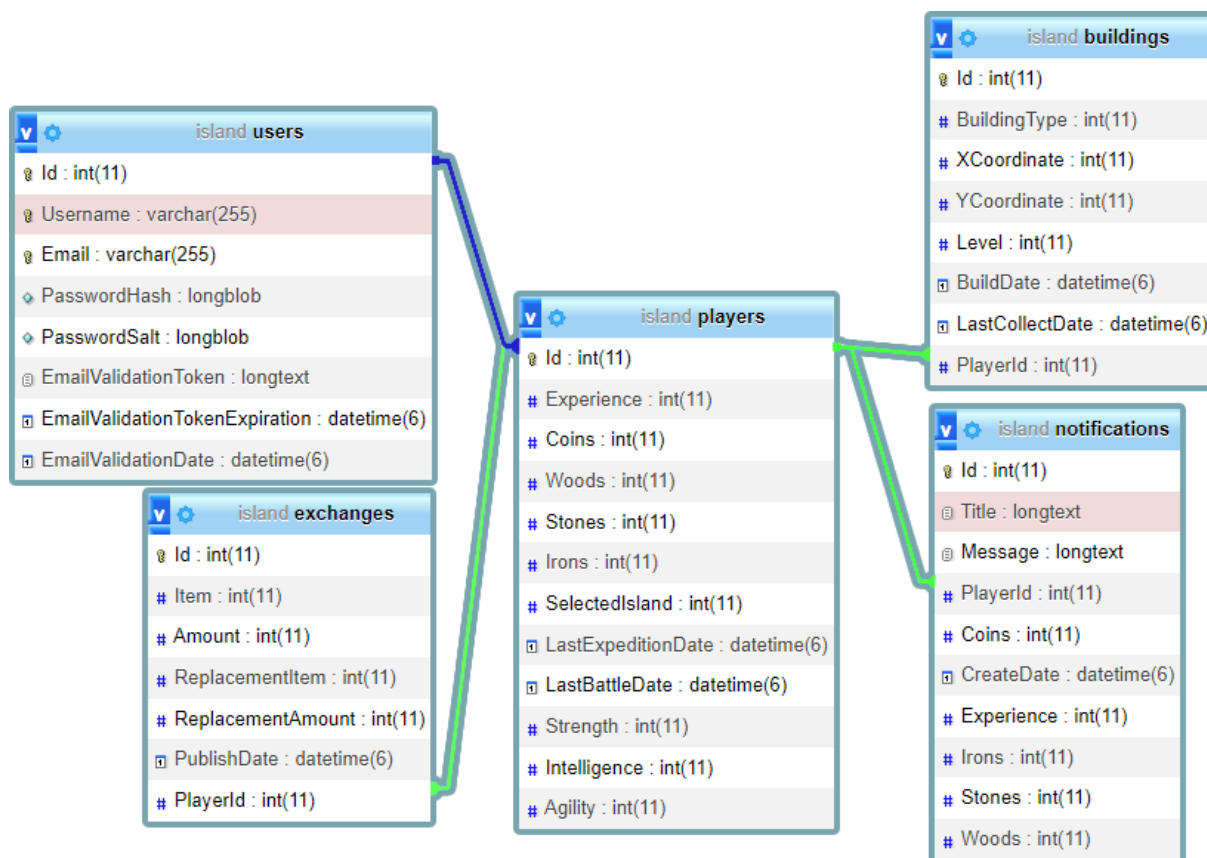 island users
Id : int(11)
Username : varchar(255)
Email : varchar(255)
PasswordHash : longblob
PasswordSalt : longblob
EmailValidationToken : longtext
EmailValidationTokenExpiration : datetime(6)
EmailValidationDate : datetime(6)
island exchanges
Id : int(11)
Item : int(11)
Amount : int(11)
ReplacementItem : int(11)
ReplacementAmount : int(11)
PublishDate : datetime(6)
PlayerId : int(11)
island players
Id : int(11)
Experience : int(11)
Coins : int(11)
Woods : int(11)
Stones : int(11)
Irons : int(11)
SelectedIsland : int(11)
LastExpeditionDate : datetime(6)
LastBattleDate : datetime(6)
Strength : int(11)
Intelligence : int(11)
Agility : int(11)
island buildings
Id : int(11)
BuildingType : int(11)
XCoordinate : int(11)
YCoordinate : int(11)
Level : int(11)
BuildDate : datetime(6)
LastCollectDate : datetime(6)
PlayerId : int(11)
island notifications
Id : int(11)
Title : longtext
Message : longtext
PlayerId : int(11)
Coins : int(11)
CreateDate : datetime(6)
Experience : int(11)
Irons : int(11)
Stones : int(11)
Woods : int(11)